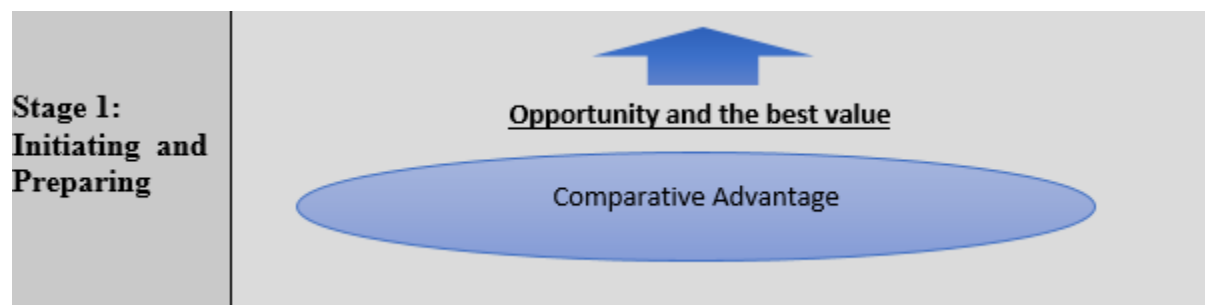 Stage 1:
Initiating and
Preparing
Opportunity and the best value
Comparative Advantage